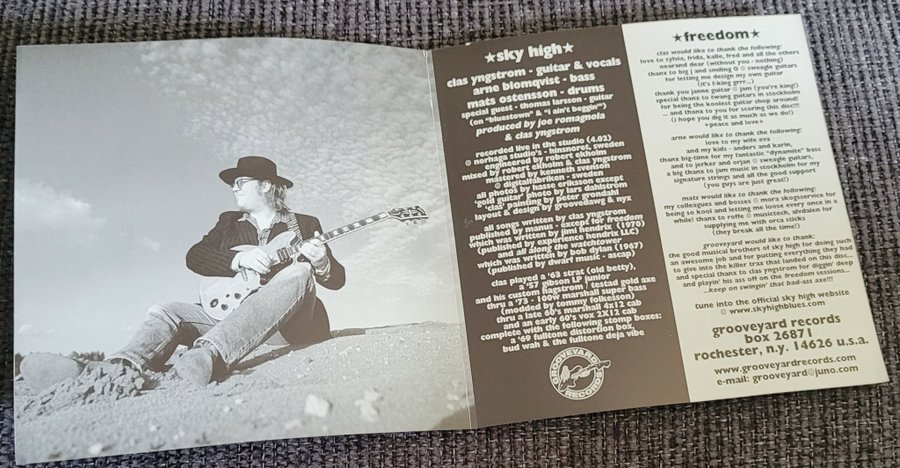 ★sky high★
clas yngstrom - guitar & vocals
arne blomqvist - bass
mats ostensson - drums
special guest - thomas larsson - guitar
(on "bluestown" & "i ain't beggin")
produced by joe romagnola
& clas yngstrom
recorded live in the studio (4.02)
@ norhaga studio's - hinsnoret, sweden
engineered by robert ekholm
mixed by robert ekholm & clas yngstrom
mastered by kenneth svenson
@ digitalfabriken - sweden
photos by hasse eriksson except
"gold guitar" photo by lars dahlström
"clas" painting by peter grondahl
layout & design by groovedawg & nyx
all songs written by clas yngstrom
published by manus - except for freedom
which was written by jimi hendrix
(published by experience hendrix LLC)
and all along the watchtower
which was written by bob dylan (1967)
(published by dwarf music - ascap)
clas played a '63 strat (old betty),
a '57 gibson LP junior
and his custom hagstrom / testad gold axe
thru a '73 - 100w marshall super bass
(modded by tommy folkesson)
thru a late 60's marshall 4x12 cab
and an early 60's vox 2X12 cab
complete with the following stomp boxes:
a '69 fulltone distortion box,
bud wah & the fulltone deja vibe
GROOVEYARD
RECORDS
★freedom★
clas would like to thank the following:
love to sylvia, frida, kalle, fred and all the others
near and dear (without you - nothing)
thanx to big j and smiling O @ sweagle guitars
for letting me design my own guitar
(it's f-king grrr...)
thank you janne guitar @ jam (you're king!)
special thanx to twang guitars in stockholm
for being the koolest guitar shop around!
... and thanx to you for scoring this disc!!!
(i hope you dig it as much as we do!)
+peace and love+
arne would like to thank the following:
love to my wife eva
and my kids - anders and karin,
thanx big-time for my fantastic "dynamite" bass
and to jerker and orjan @ sweagle guitars,
a big thanx to jam music in stockholm for my
signature strings and all the good support
(you guys are just great!)
mats would like to thank the following:
my colleagues and bosses @ mora skogsservice for
being so kool and letting me loose every once in a
while! thanx to roffe @ musictech, alvdalen for
supplying me with orca sticks
(they break all the time!)
grooveyard would like to thank:
the good musical brothers of sky high for doing such
an awesome job and for putting everything they had
to give into the killer trax that landed on this disc...
and special thanx to clas yngstrom for diggin' deep
and playin' his ass off on the freedom sessions...
...keep on swingin' that bad-ass axe!!!
tune into the official sky high website
@ www.skyhighblues.com
grooveyard records
box 26871
rochester, n.y. 14626 u.s.a.
www.grooveyardrecords.com
e-mail: grooveyard@juno.com